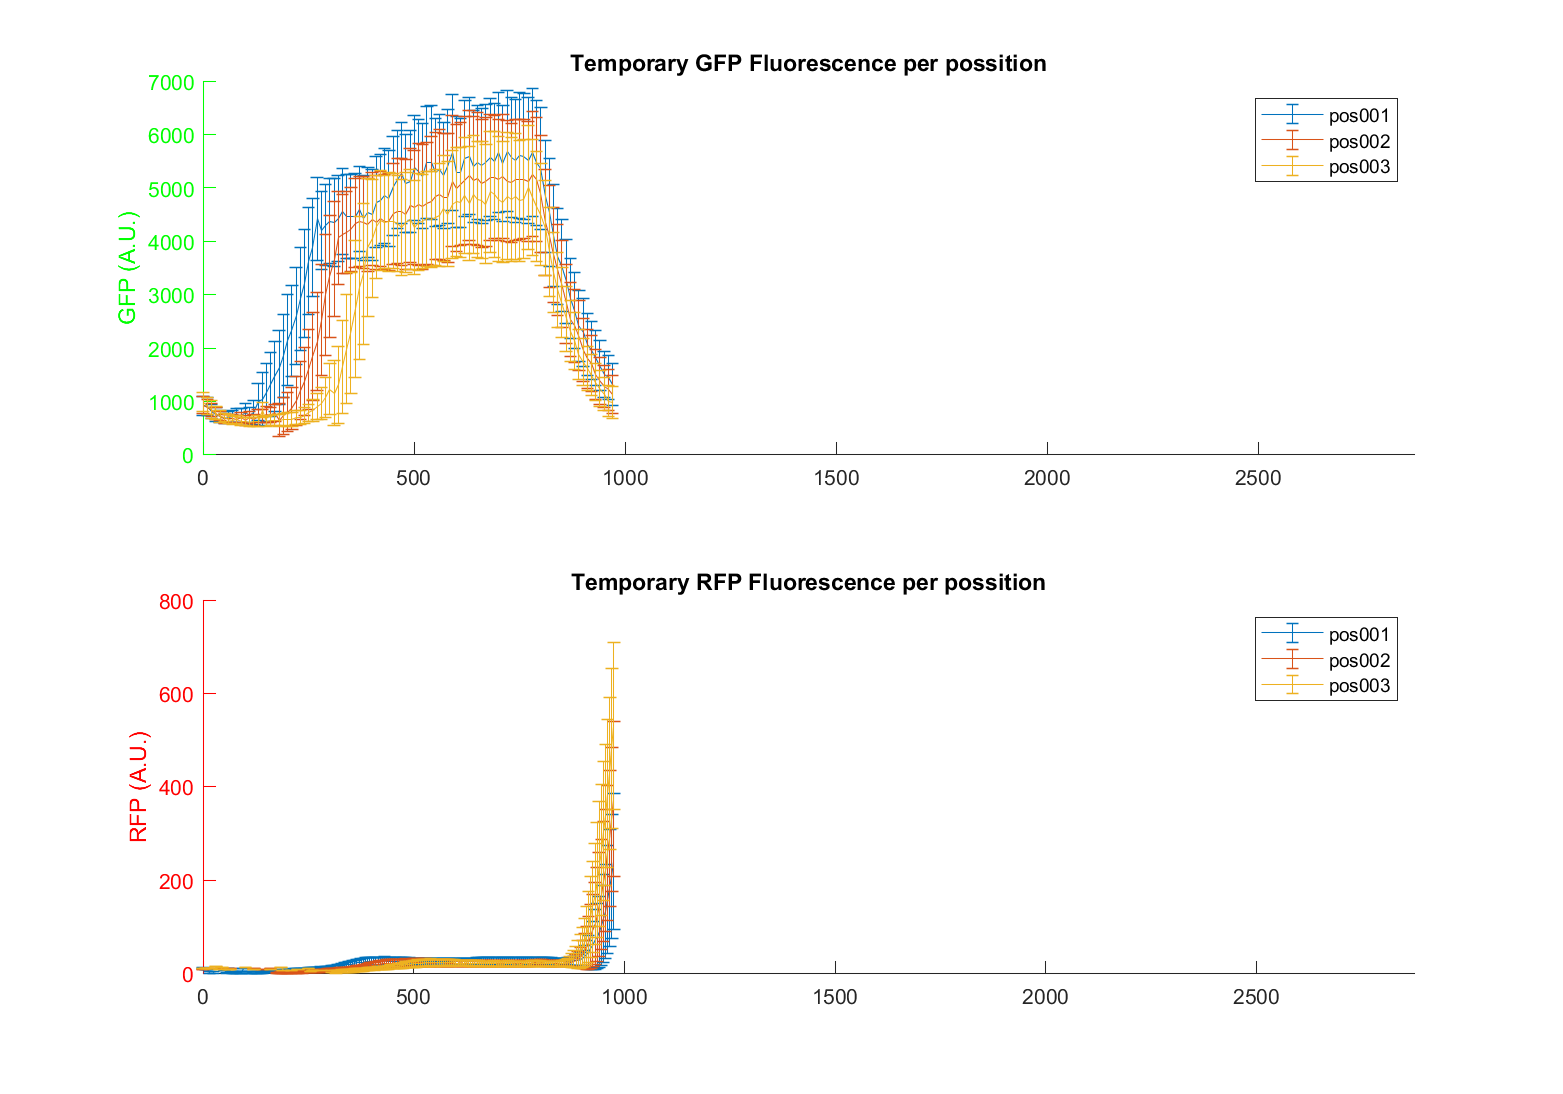 Temporary GFP Fluorescence per possition
GFP (A.U.)
7000
6000
5000
4000
3000
2000
1000
0
0 500 1000 1500 2000 2500
pos001
pos002
pos003
Temporary RFP Fluorescence per possition
RFP (A.U.)
800
600
400
200
0
0 500 1000 1500 2000 2500
pos001
pos002
pos003